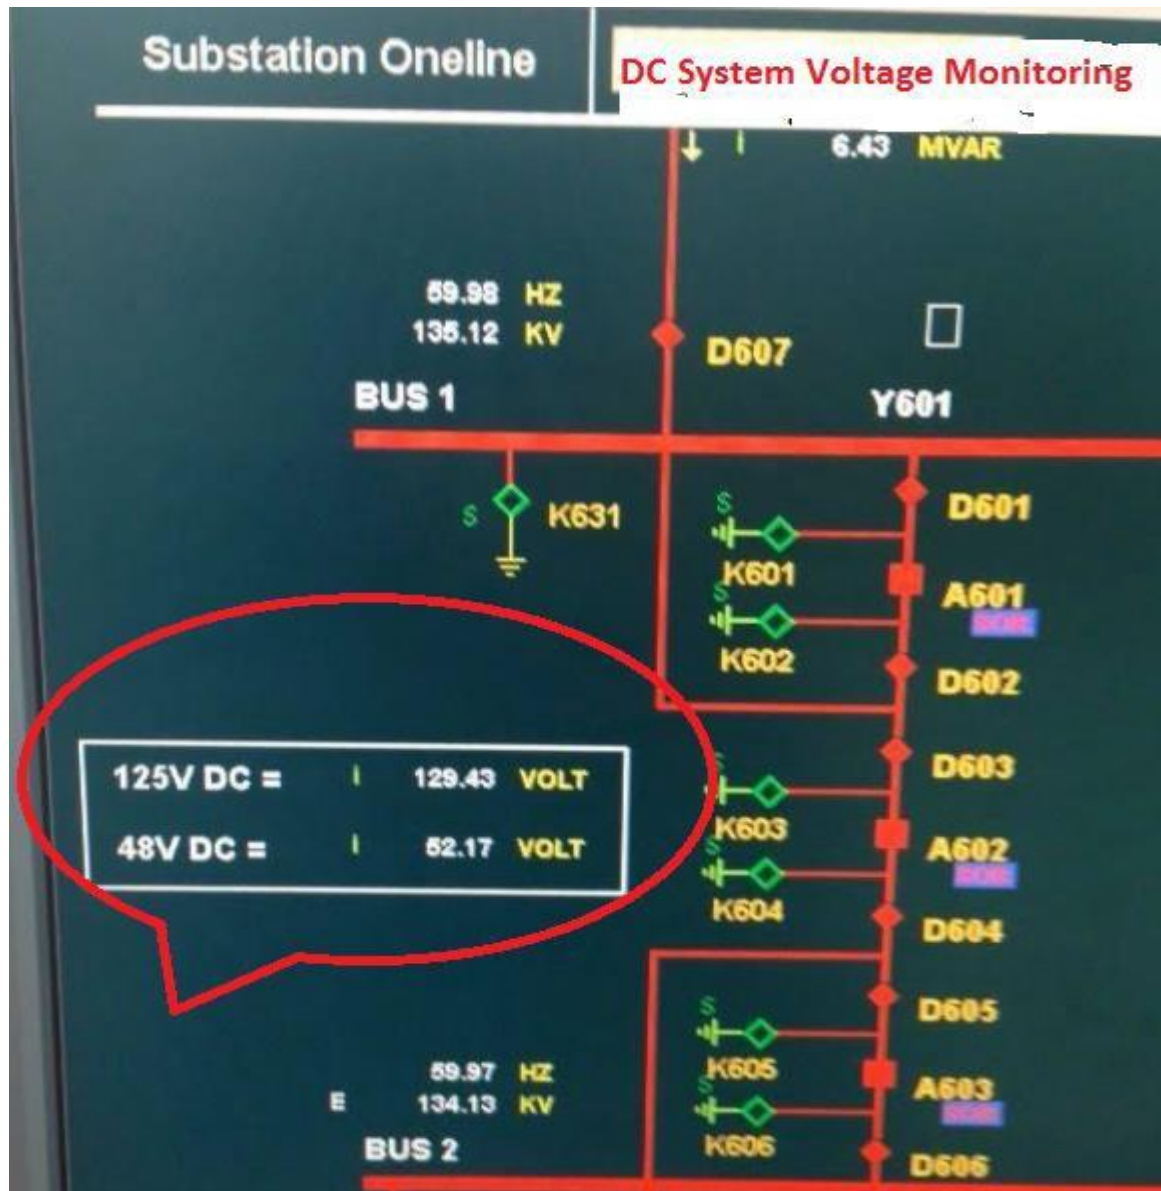 Substation Oneline
DC System Voltage Monitoring
6.43 MVAR
59.98 HZ
135.12 KV
D607
BUS 1
Y601
S K631
D601
S
K601
A601
S
K602
D602
125V DC = I 129.43 VOLT
48V DC = I 52.17 VOLT
D603
S
K603
A602
S
K604
D604
D605
S
K605
A603
S
K606
D606
59.97 HZ
E 134.13 KV
BUS 2